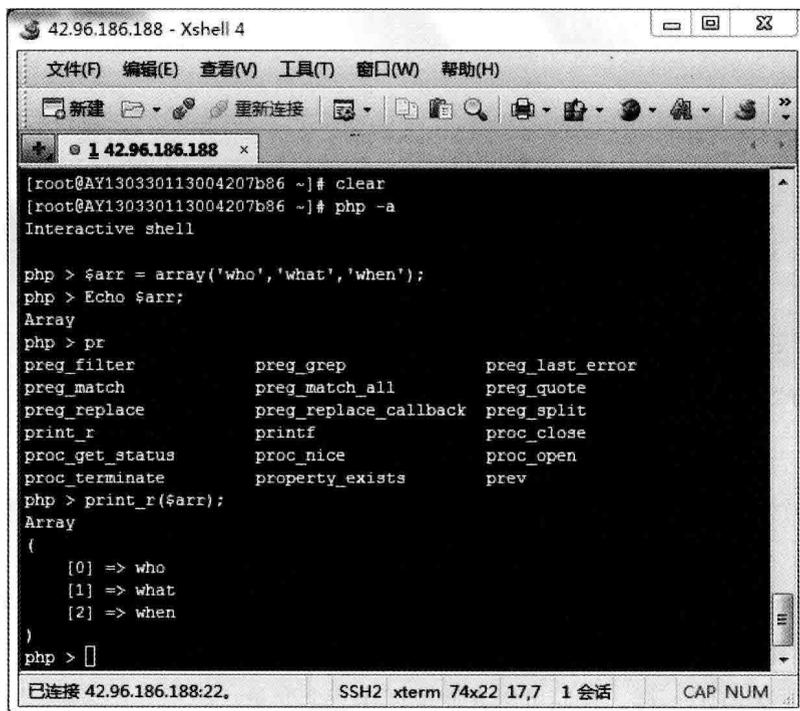 42.96.186.188 - Xshell 4
文件(F) 编辑(E) 查看(V) 工具(T) 窗口(W) 帮助(H)
新建 重新连接
1 42.96.186.188 ×
[root@AY130330113004207b86 ~]# clear
[root@AY130330113004207b86 ~]# php -a
Interactive shell
php > $arr = array('who','what','when');
php > Echo $arr;
Array
php > pr
preg_filter preg_grep preg_last_error
preg_match preg_match_all preg_quote
preg_replace preg_replace_callback preg_split
print_r printf proc_close
proc_get_status proc_nice proc_open
proc_terminate property_exists prev
php > print_r($arr);
Array
(
[0] => who
[1] => what
[2] => when
)
php >
已连接 42.96.186.188:22。 SSH2 xterm 74x22 17,7 1 会话 CAP NUM